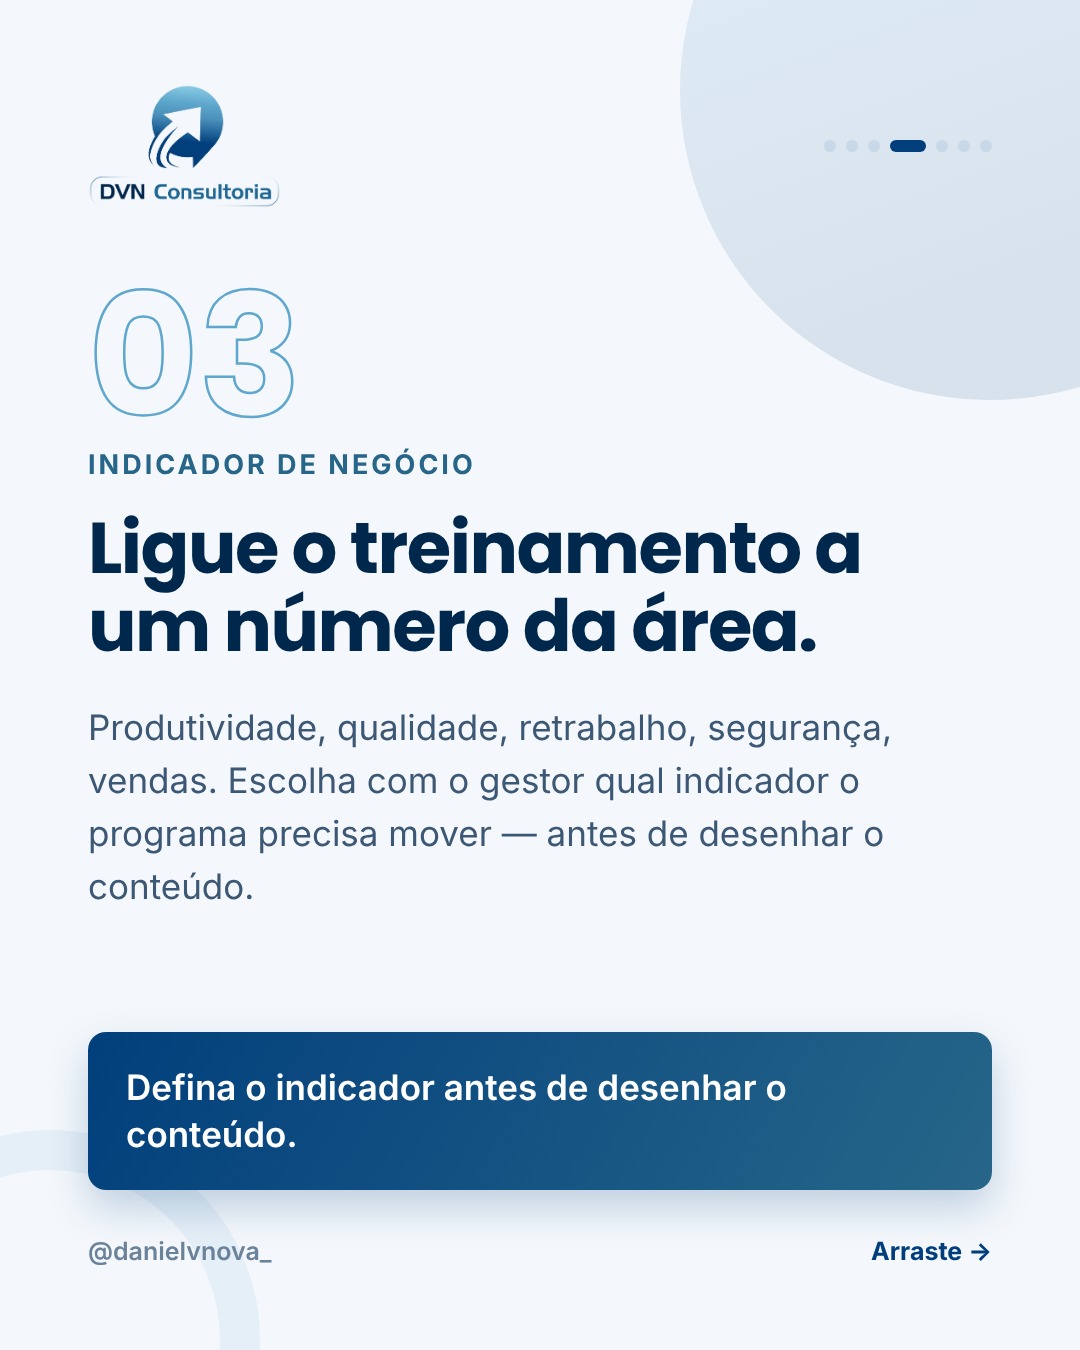 DVN Consultoria
03
INDICADOR DE NEGÓCIO
Ligue o treinamento a
um número da área.
Produtividade, qualidade, retrabalho, segurança,
vendas. Escolha com o gestor qual indicador o
programa precisa mover — antes de desenhar o
conteúdo.
Defina o indicador antes de desenhar o
conteúdo.
@danielvnova_
Arraste →